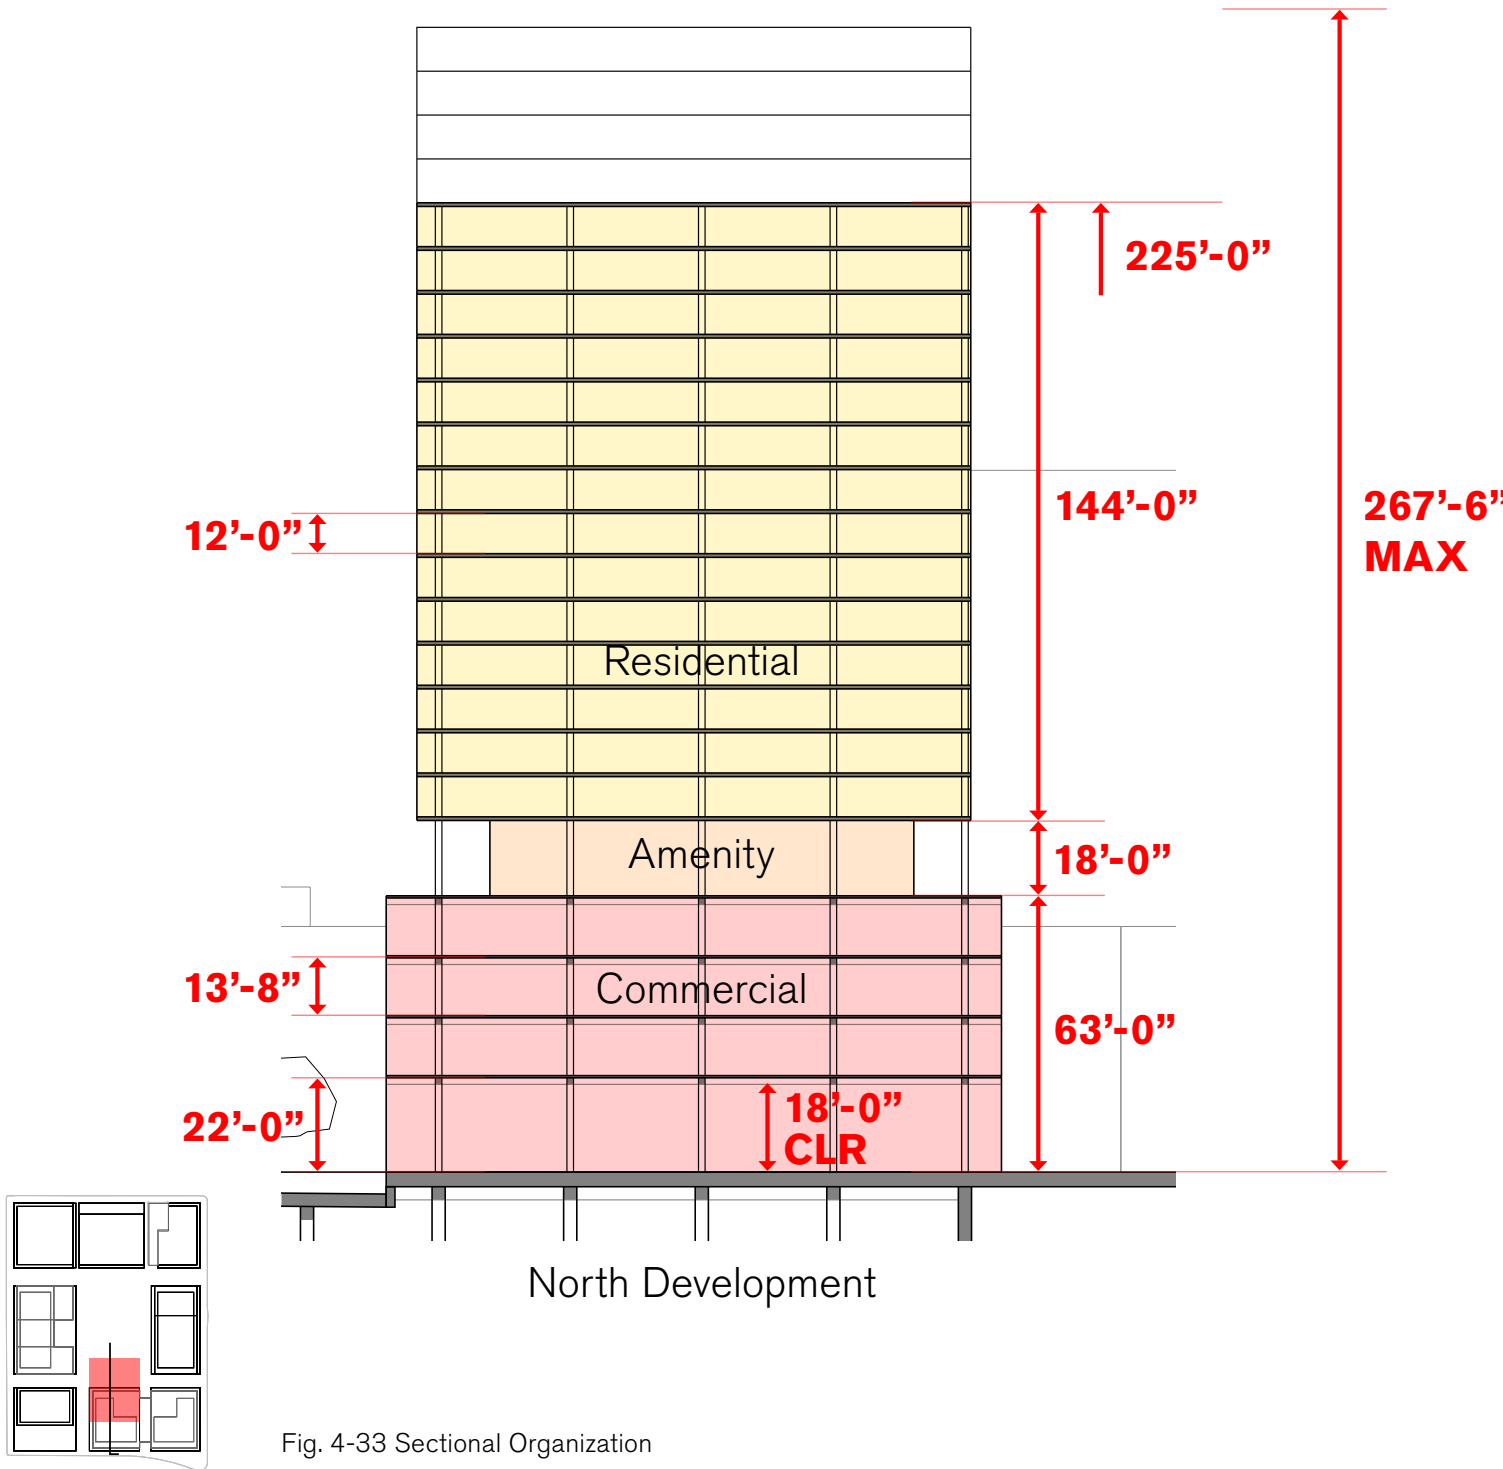 225’-0”
144’-0”
267’-6”
MAX
12’-0”
Residential
Amenity
18’-0”
13’-8”
Commercial
63’-0”
22’-0”
18’-0”
CLR
North Development
Fig. 4-33 Sectional Organization